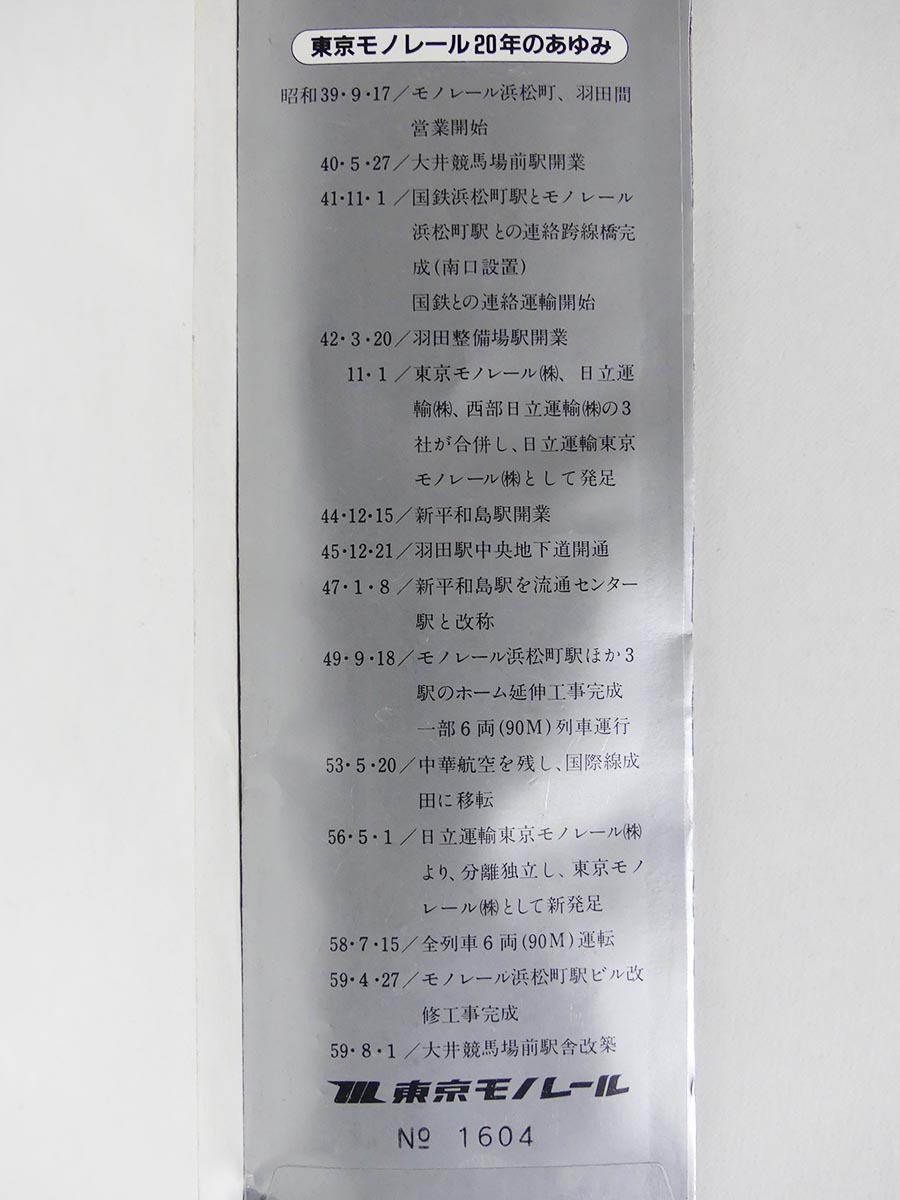 東京モノレール20年のあゆみ
昭和39・9・17／モノレール浜松町、羽田間
営業開始
40・5・27／大井競馬場前駅開業
41・11・1／国鉄浜松町駅とモノレール
浜松町駅との連絡跨線橋完
成(南口設置)
国鉄との連絡運輸開始
42・3・20／羽田整備場駅開業
11・1／東京モノレール㈱、日立運
輸㈱、西部日立運輸㈱の3
社が合併し、日立運輸東京
モノレール㈱として発足
44・12・15／新平和島駅開業
45・12・21／羽田駅中央地下道開通
47・1・8／新平和島駅を流通センター
駅と改称
49・9・18／モノレール浜松町駅ほか3
駅のホーム延伸工事完成
一部6両(90M)列車運行
53・5・20／中華航空を残し、国際線成
田に移転
56・5・1／日立運輸東京モノレール㈱
より、分離独立し、東京モノ
レール㈱として新発足
58・7・15／全列車6両(90M)運転
59・4・27／モノレール浜松町駅ビル改
修工事完成
59・8・1／大井競馬場前駅舎改築
東京モノレール
№ 1604